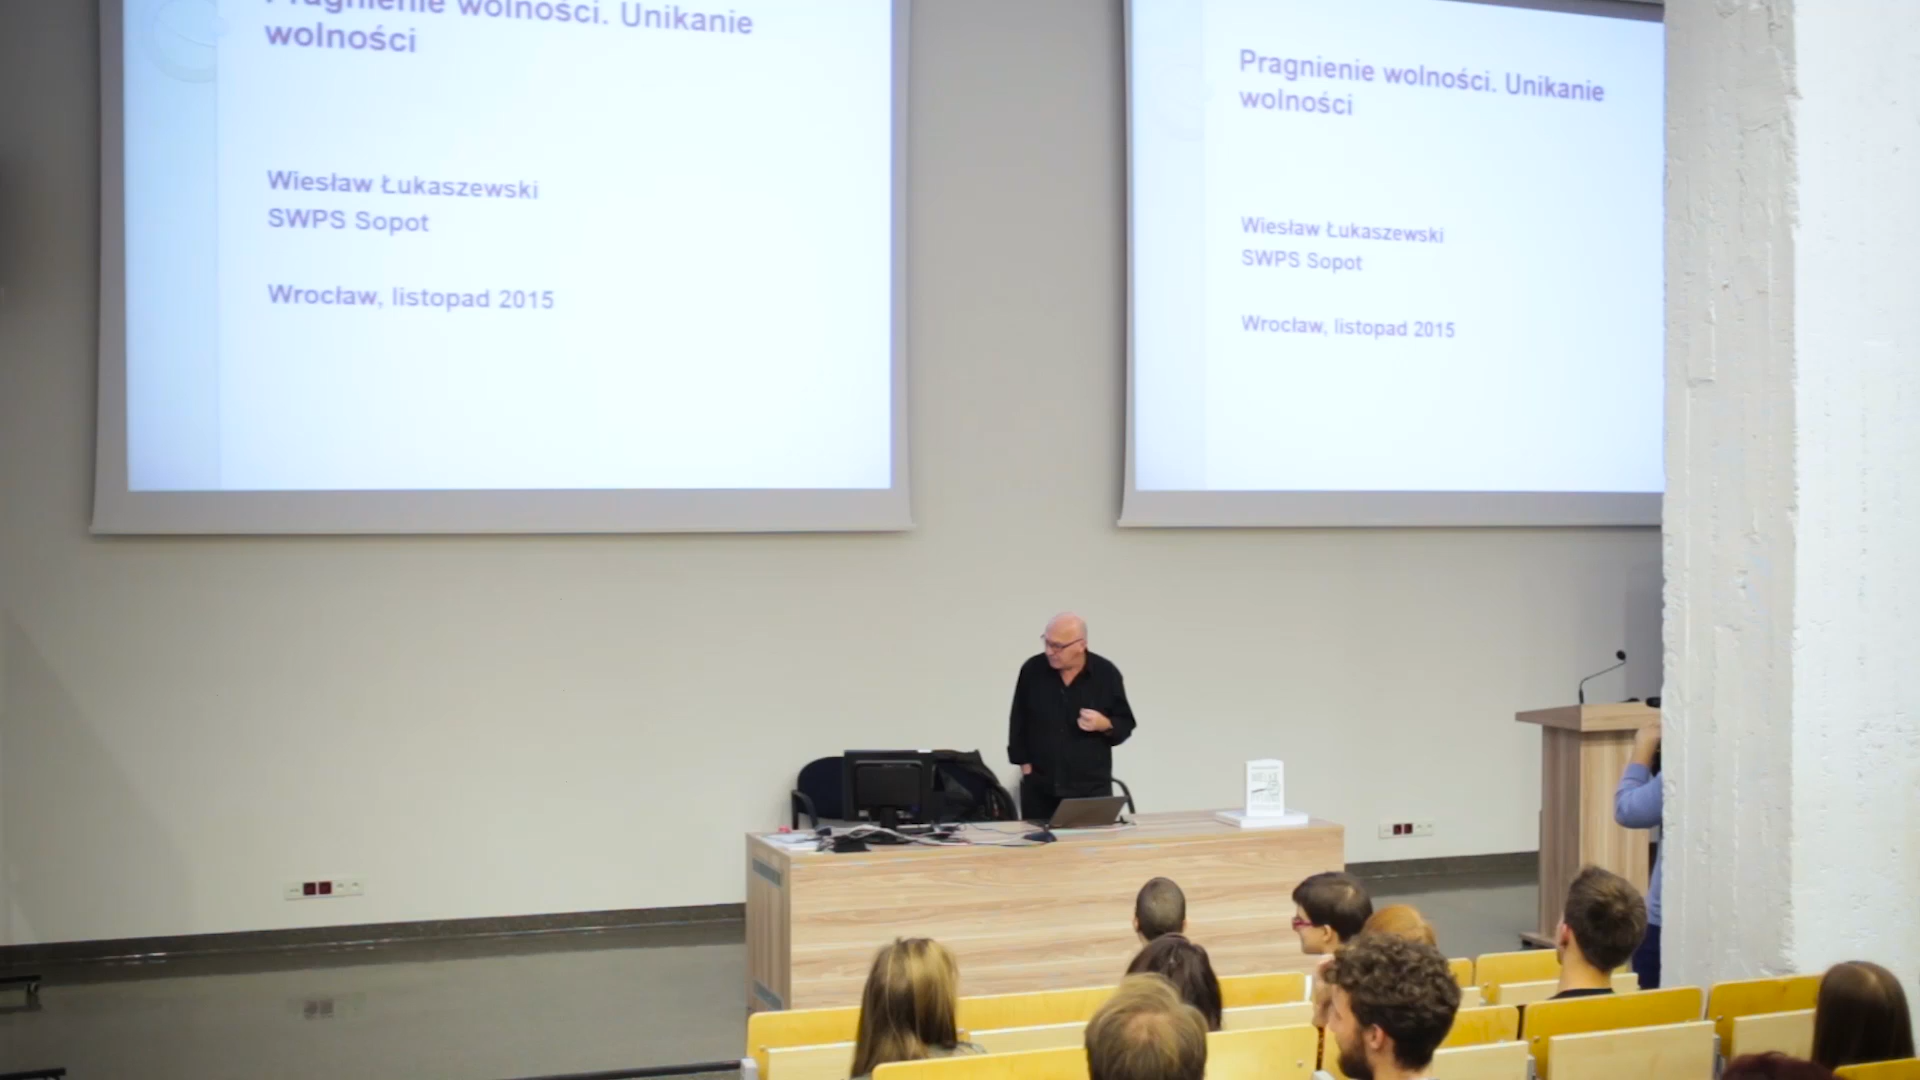 Pragnienie wolności. Unikanie
wolności
Wiesław Łukaszewski
SWPS Sopot
Wrocław, listopad 2015
Pragnienie wolności. Unikanie
wolności
Wiesław Łukaszewski
SWPS Sopot
Wrocław, listopad 2015